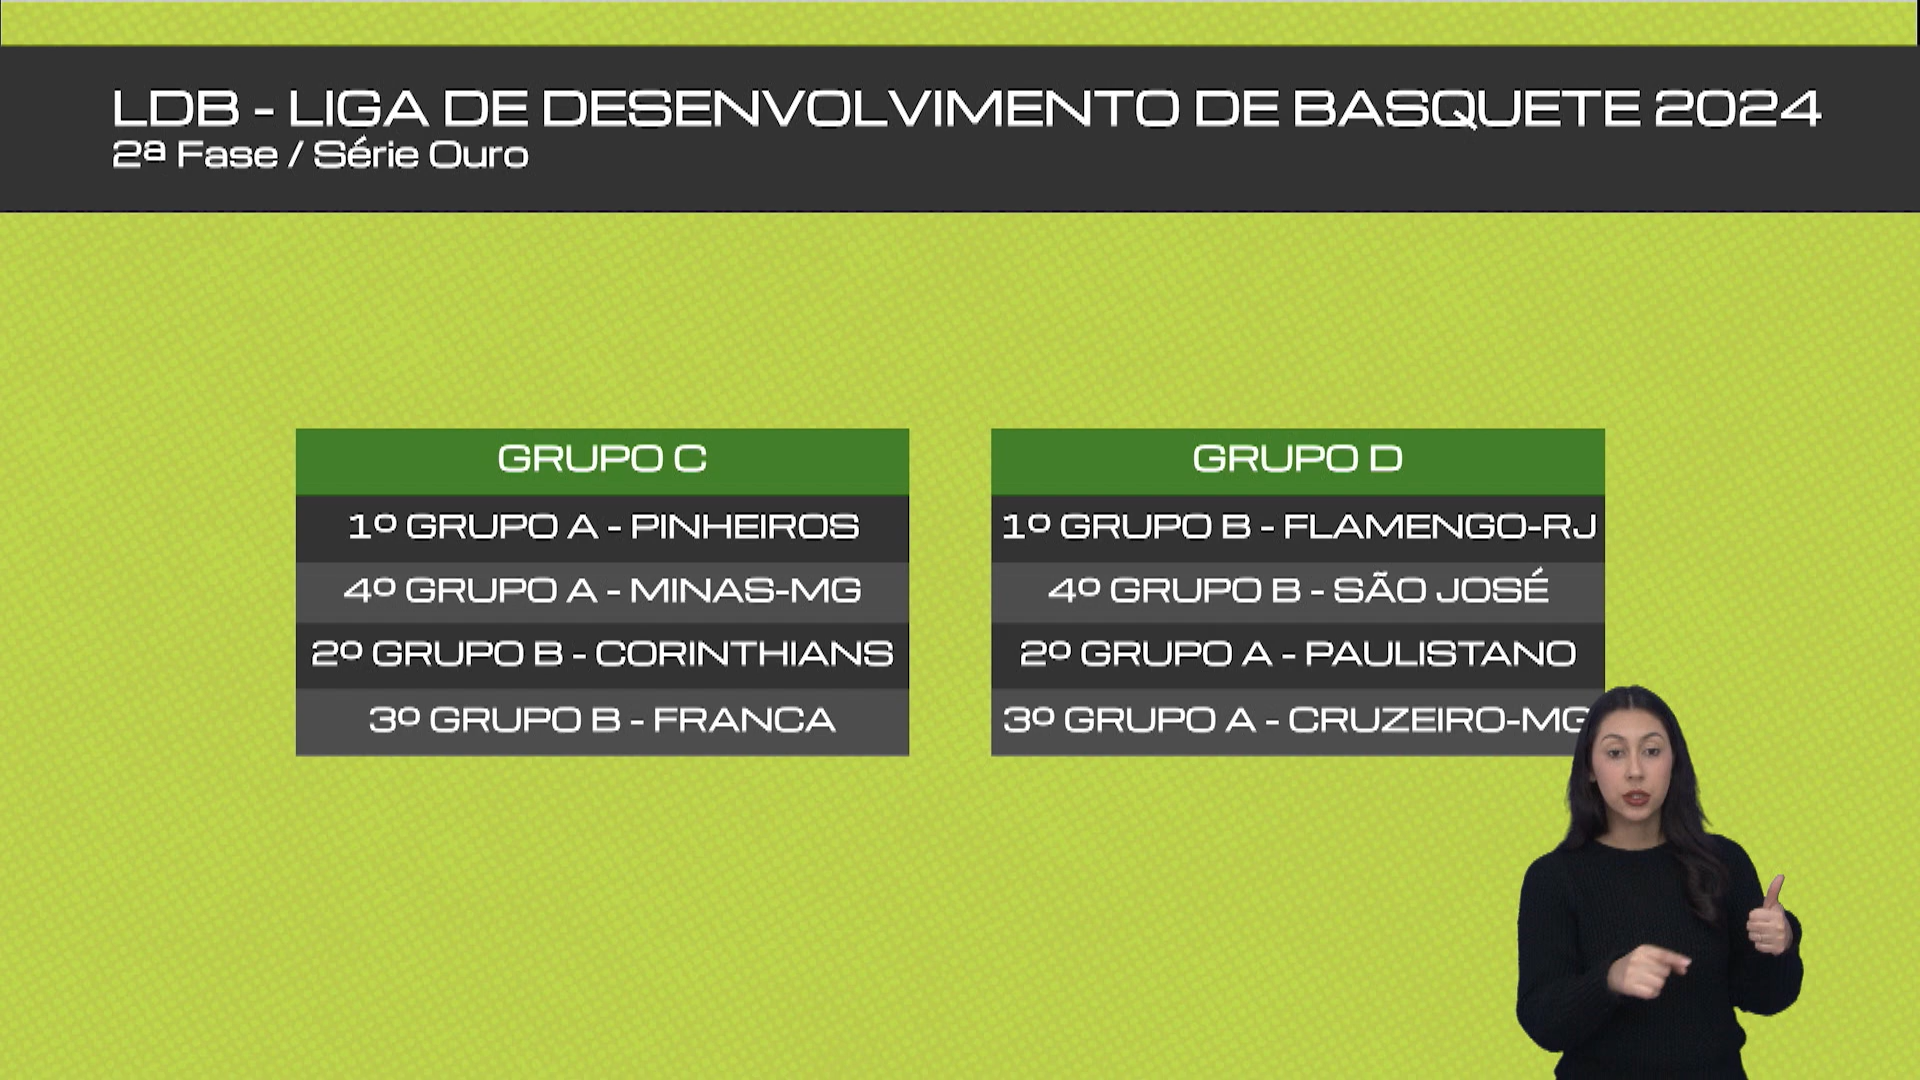 LDB - LIGA DE DESENVOLVIMENTO DE BASQUETE 2024
2ª Fase / Série Ouro
GRUPO C
1º GRUPO A - PINHEIROS
4º GRUPO A - MINAS-MG
2º GRUPO B - CORINTHIANS
3º GRUPO B - FRANCA
GRUPO D
1º GRUPO B - FLAMENGO-RJ
4º GRUPO B - SÃO JOSÉ
2º GRUPO A - PAULISTANO
3º GRUPO A - CRUZEIRO-MG